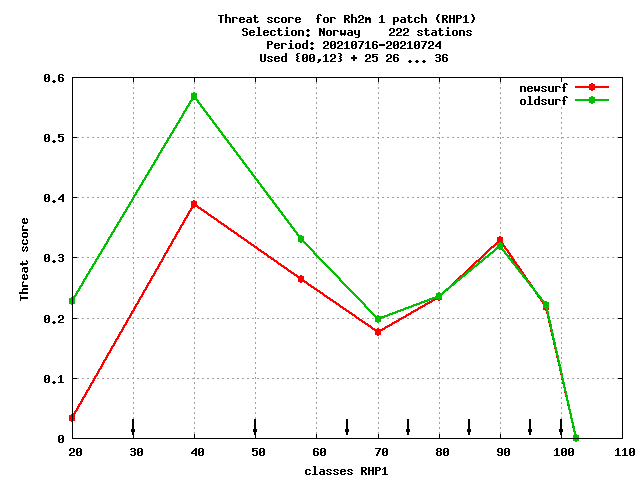 Threat score  for Rh2m 1 patch (RHP1)
Selection: Norway    222 stations
Period: 20210716-20210724
Used {00,12} + 25 26 ... 36
newsurf
oldsurf
0.6
0.5
0.4
0.3
0.2
0.1
0
Threat score
20 30 40 50 60 70 80 90 100 110
classes RHP1